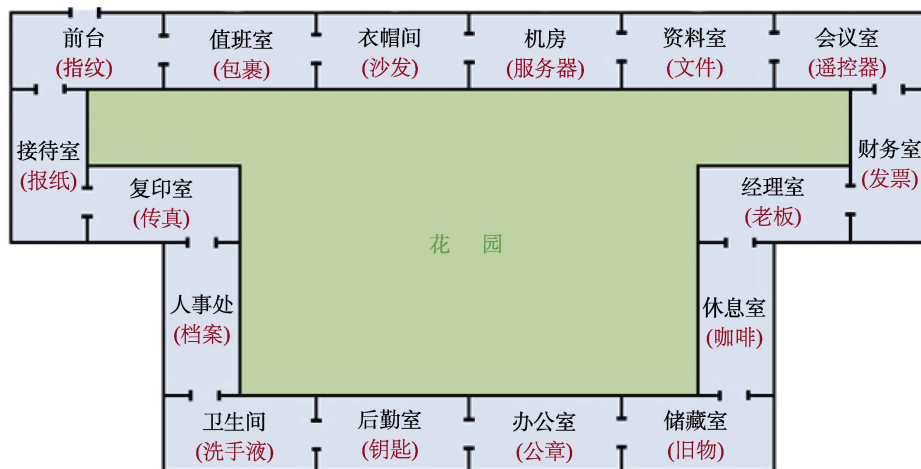 前台
(指纹)
值班室
(包裹)
衣帽间
(沙发)
机房
(服务器)
资料室
(文件)
会议室
(遥控器)
接待室
(报纸)
财务室
(发票)
复印室
(传真)
经理室
(老板)
花 园
人事处
(档案)
休息室
(咖啡)
卫生间
(洗手液)
后勤室
(钥匙)
办公室
(公章)
储藏室
(旧物)